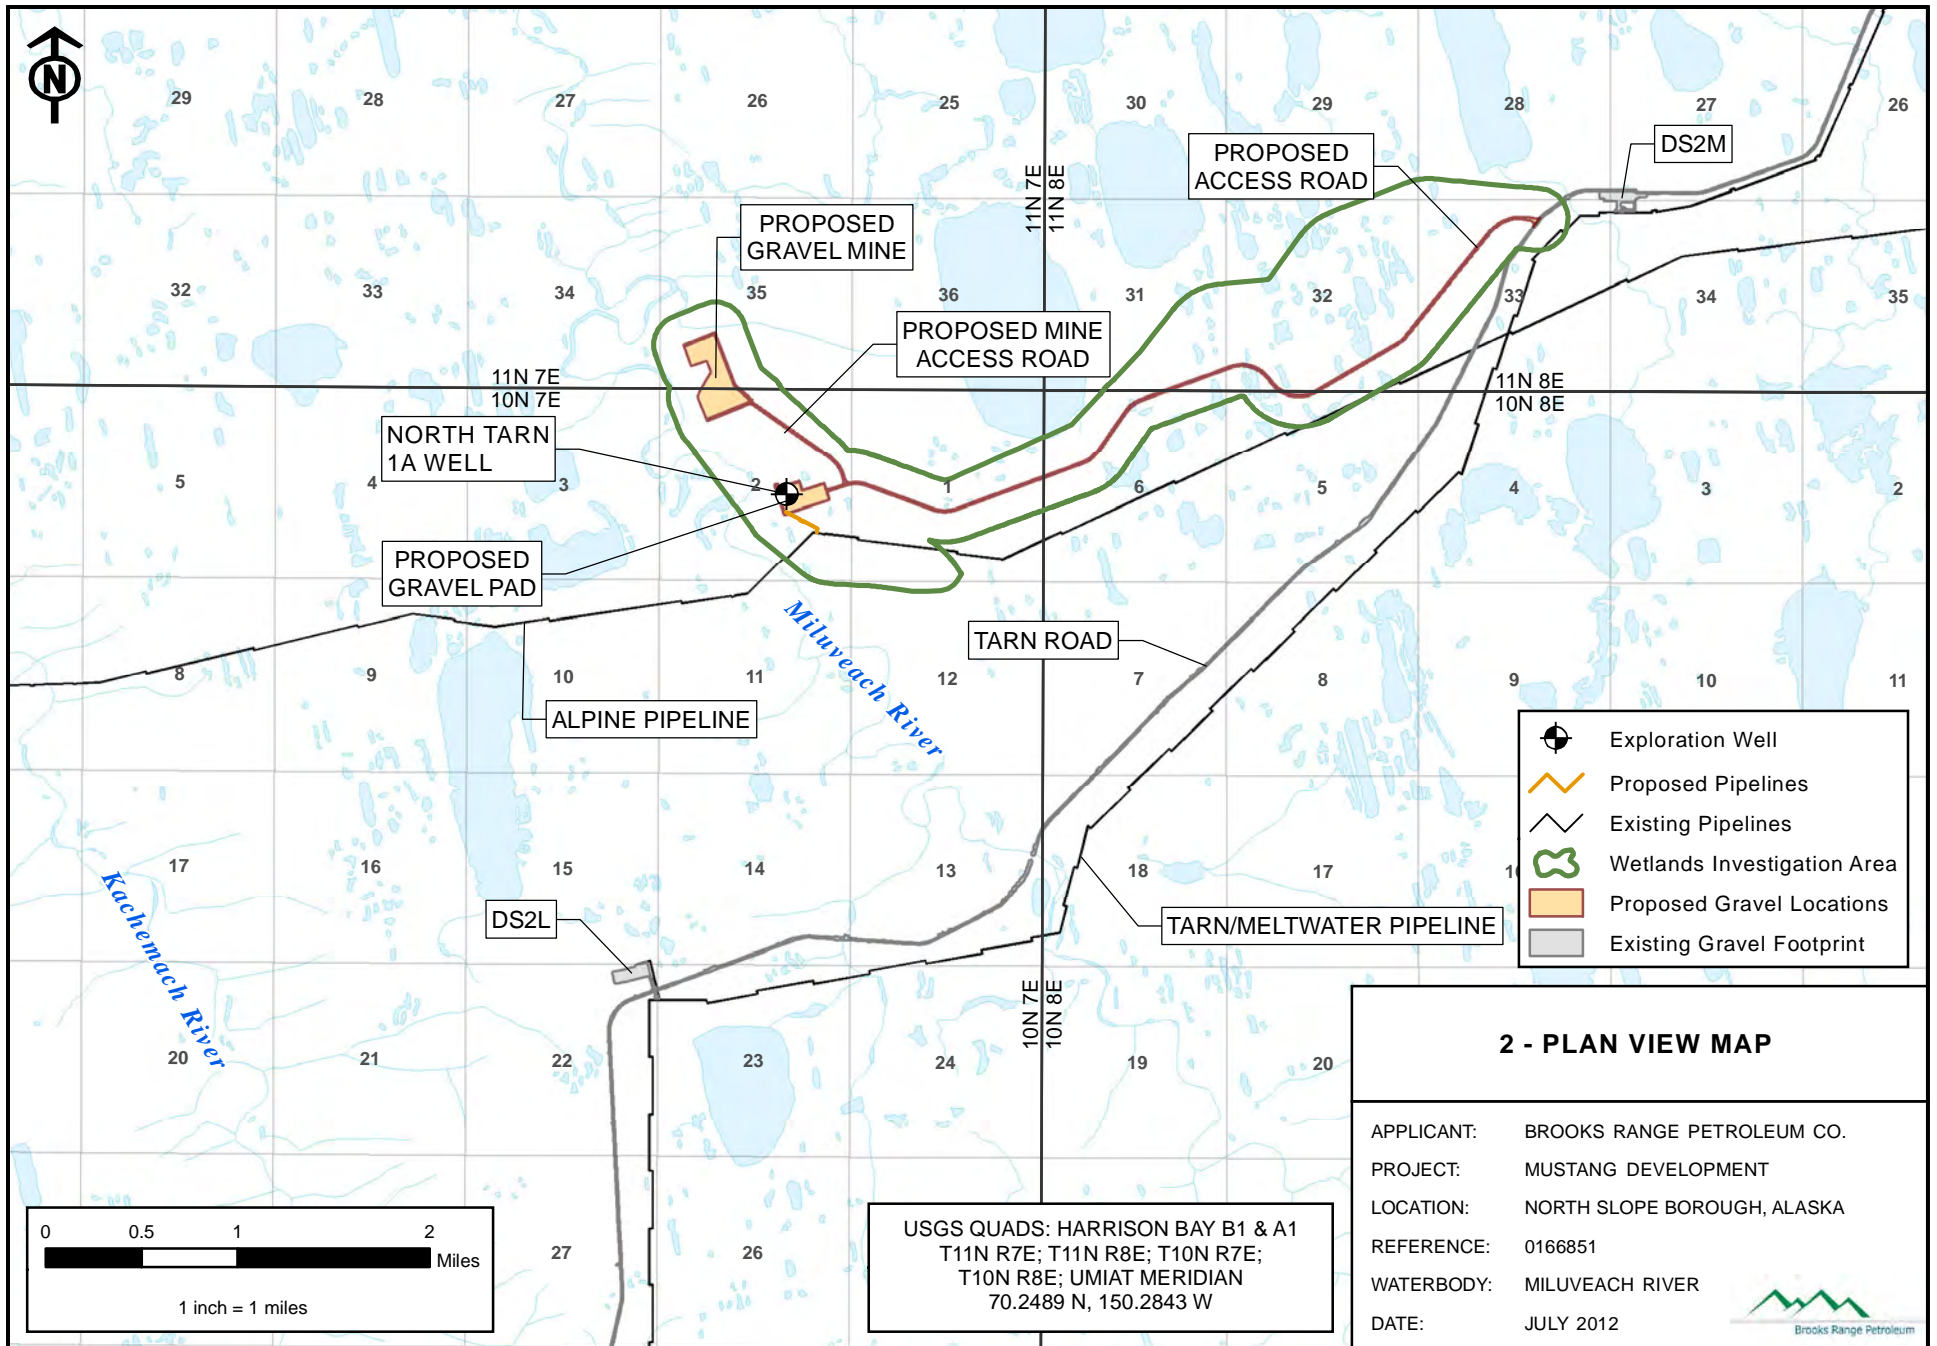 N
29
28
27
26
25
30
29
28
27
26
DS2M
PROPOSED
ACCESS ROAD
11N 7E
11N 8E
PROPOSED
GRAVEL MINE
32
33
34
35
36
31
32
33
34
35
PROPOSED MINE
ACCESS ROAD
11N 7E
10N 7E
11N 8E
10N 8E
NORTH TARN
1A WELL
5
4
3
2
1
6
5
4
3
2
PROPOSED
GRAVEL PAD
Miluveach River
TARN ROAD
8
9
10
11
12
7
8
9
10
11
ALPINE PIPELINE
Exploration Well
Proposed Pipelines
Existing Pipelines
Wetlands Investigation Area
Proposed Gravel Locations
Existing Gravel Footprint
17
16
15
14
13
18
17
Kachemach River
DS2L
TARN/MELTWATER PIPELINE
10N 7E
10N 8E
20
21
22
23
24
19
20
2 - PLAN VIEW MAP
APPLICANT: BROOKS RANGE PETROLEUM CO.
PROJECT: MUSTANG DEVELOPMENT
LOCATION: NORTH SLOPE BOROUGH, ALASKA
REFERENCE: 0166851
WATERBODY: MILUVEACH RIVER
DATE: JULY 2012
Brooks Range Petroleum
27
26
0 0.5 1 2
Miles
1 inch = 1 miles
USGS QUADS: HARRISON BAY B1 & A1
T11N R7E; T11N R8E; T10N R7E;
T10N R8E; UMIAT MERIDIAN
70.2489 N, 150.2843 W